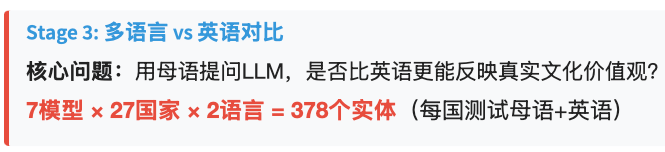 Stage 3: 多语言 vs 英语对比
核心问题：用母语提问LLM，是否比英语更能反映真实文化价值观?
7模型 × 27国家 × 2语言 = 378个实体（每国测试母语+英语）